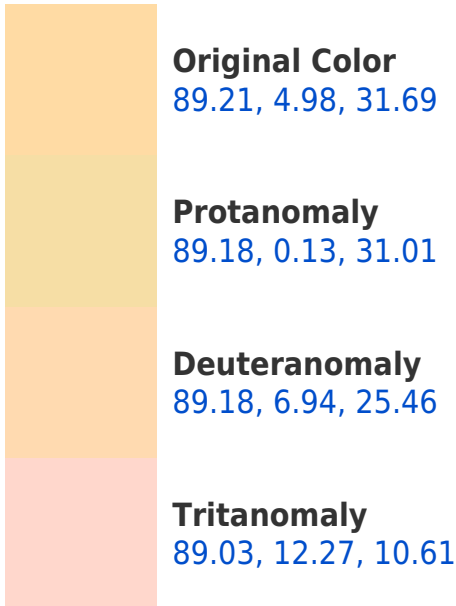 Original Color
89.21, 4.98, 31.69
Protanomaly
89.18, 0.13, 31.01
Deuteranomaly
89.18, 6.94, 25.46
Tritanomaly
89.03, 12.27, 10.61